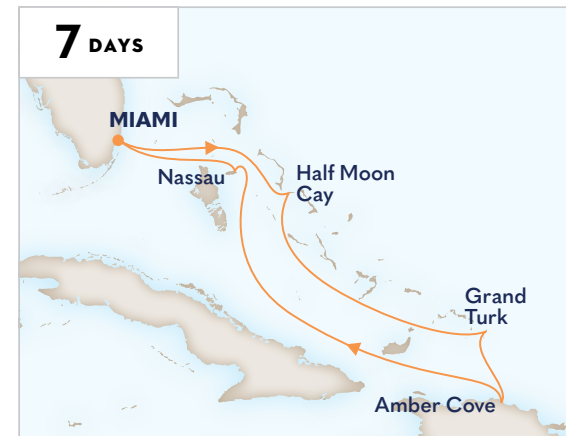 7 DAYS
MIAMI
Nassau
Half Moon
Cay
Grand
Turk
Amber Cove